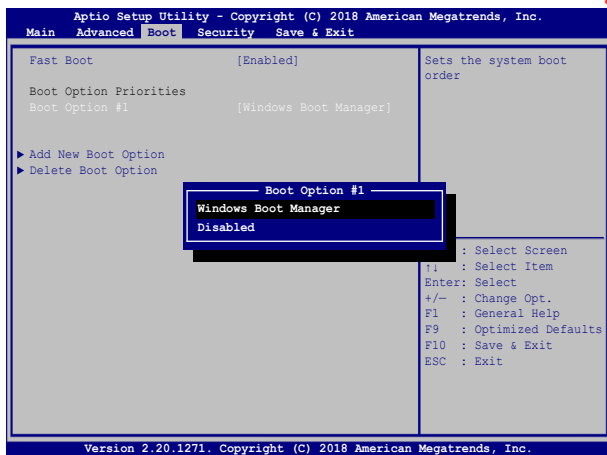 Aptio Setup Utility - Copyright (C) 2018 American Megatrends, Inc.
Main Advanced Boot Security Save & Exit
Fast Boot [Enabled]
Boot Option Priorities
Boot Option #1 [Windows Boot Manager]
► Add New Boot Option
► Delete Boot Option
Sets the system boot
order
Boot Option #1
Windows Boot Manager
Disabled
: Select Screen
↑↓ : Select Item
Enter: Select
+/— : Change Opt.
F1 : General Help
F9 : Optimized Defaults
F10 : Save & Exit
ESC : Exit
Version 2.20.1271. Copyright (C) 2018 American Megatrends, Inc.